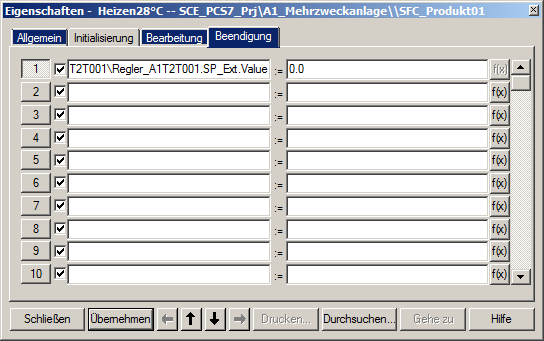 Eigenschaften - Heizen28°C -- SCE_PCS7_Prj\A1_Mehrzweckanlage\\SFC_Produkt01
Allgemein Initialisierung Bearbeitung Beendigung
1 T2T001\Regler_A1T2T001.SP_Ext.Value := 0.0 f(x)
2 := f(x)
3 := f(x)
4 := f(x)
5 := f(x)
6 := f(x)
7 := f(x)
8 := f(x)
9 := f(x)
10 := f(x)
Schließen Übernehmen Drucken... Durchsuchen... Gehe zu Hilfe